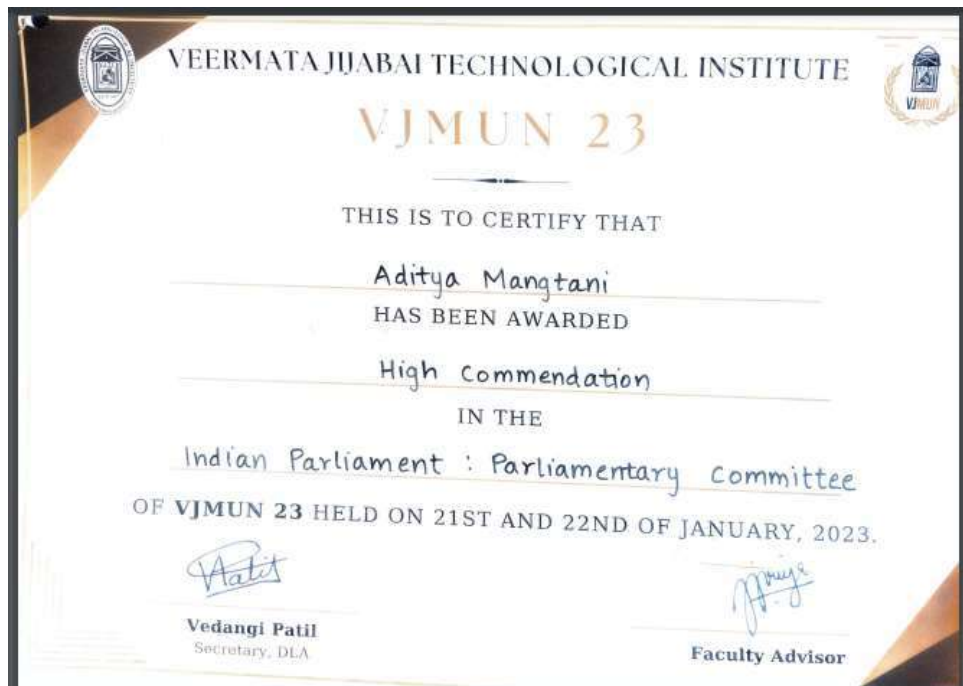 VEERMATA JIJABAI TECHNOLOGICAL INSTITUTE
VJMUN
VJMUN 23
THIS IS TO CERTIFY THAT
Aditya Mangtani
HAS BEEN AWARDED
High Commendation
IN THE
Indian Parliament : Parliamentary Committee
OF VJMUN 23 HELD ON 21ST AND 22ND OF JANUARY, 2023.
Vedangi Patil
Secretary, DLA
Faculty Advisor